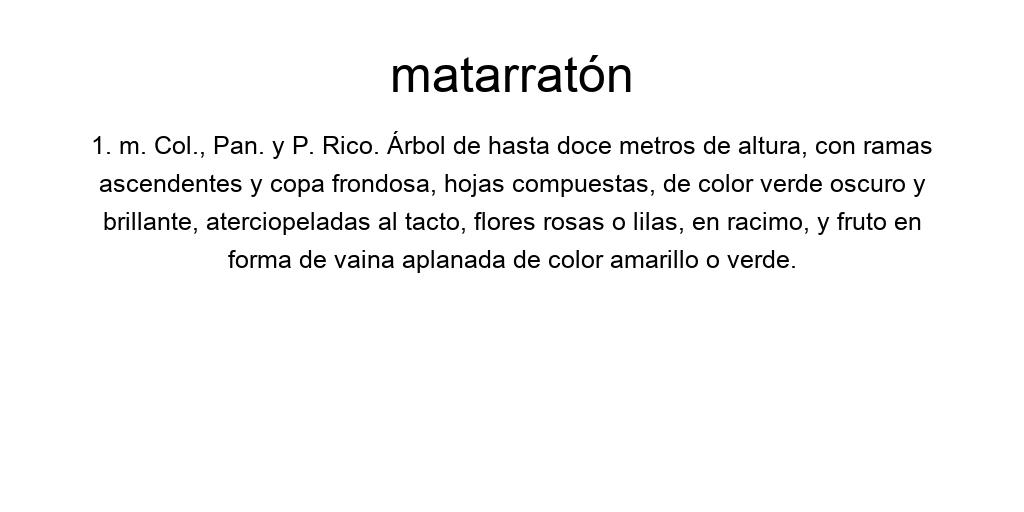 matarratón
1. m. Col., Pan. y P. Rico. Árbol de hasta doce metros de altura, con ramas
ascendentes y copa frondosa, hojas compuestas, de color verde oscuro y
brillante, aterciopeladas al tacto, flores rosas o lilas, en racimo, y fruto en
forma de vaina aplanada de color amarillo o verde.